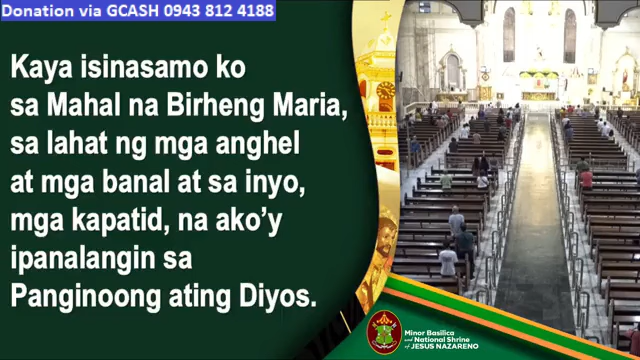 Donation via GCASH 0943 812 4188
Kaya isinasamo ko
sa Mahal na Birheng Maria,
sa lahat ng mga anghel
at mga banal at sa inyo,
mga kapatid, na ako’y
ipanalangin sa
Panginoong ating Diyos.
Minor Basilica
and National Shrine
of JESUS NAZARENO